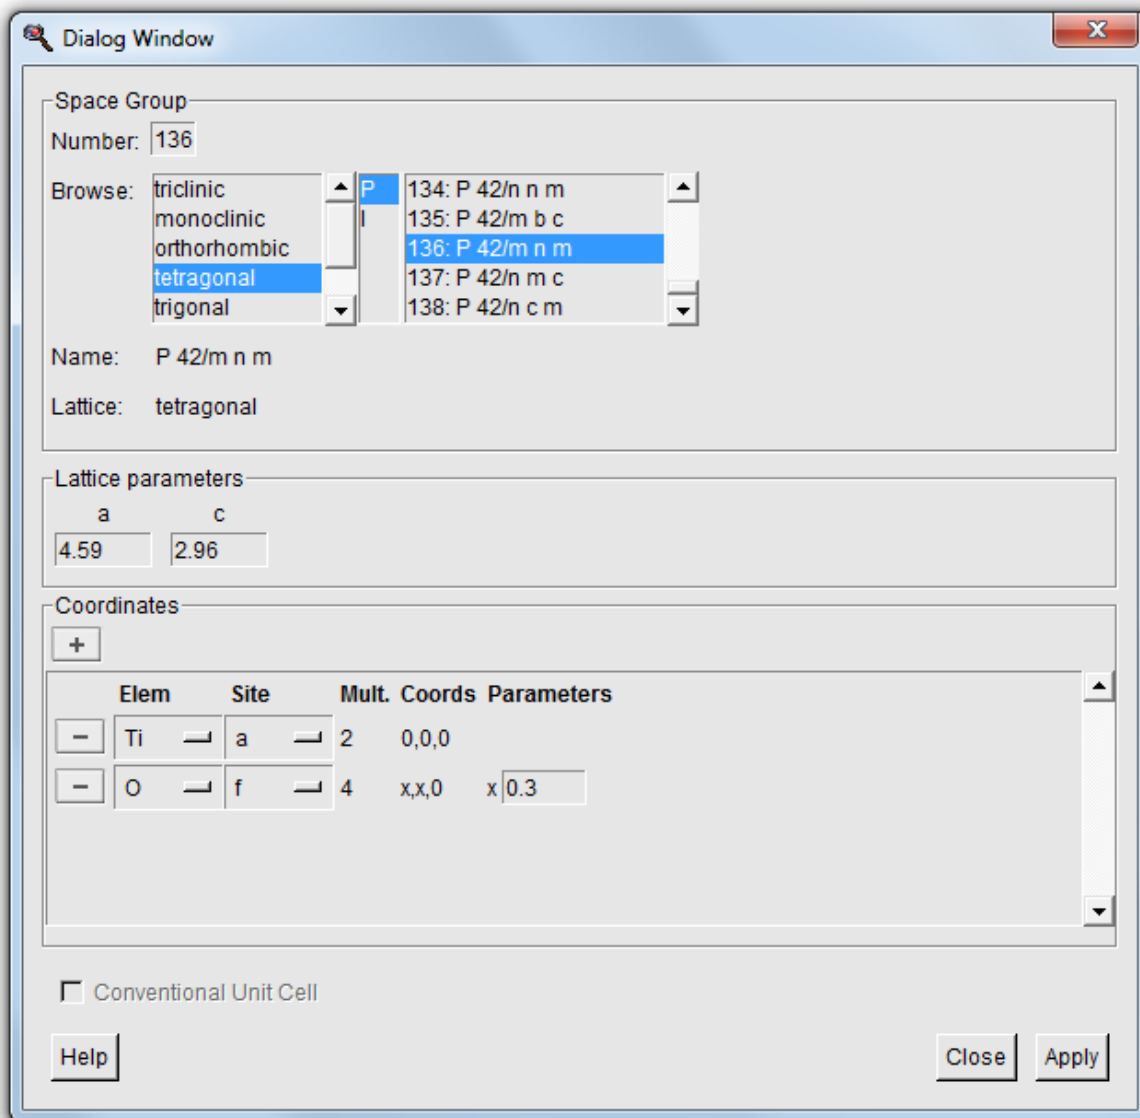 Dialog Window
Space Group
Number: 136
Browse:
triclinic P 134: P 42/n n m
monoclinic I 135: P 42/m b c
orthorhombic 136: P 42/m n m
tetragonal 137: P 42/n m c
trigonal 138: P 42/n c m
Name: P 42/m n m
Lattice: tetragonal
Lattice parameters
a c
4.59 2.96
Coordinates
+
Elem Site Mult. Coords Parameters
− Ti a 2 0,0,0
− O f 4 x,x,0 x 0.3
Conventional Unit Cell
Help Close Apply